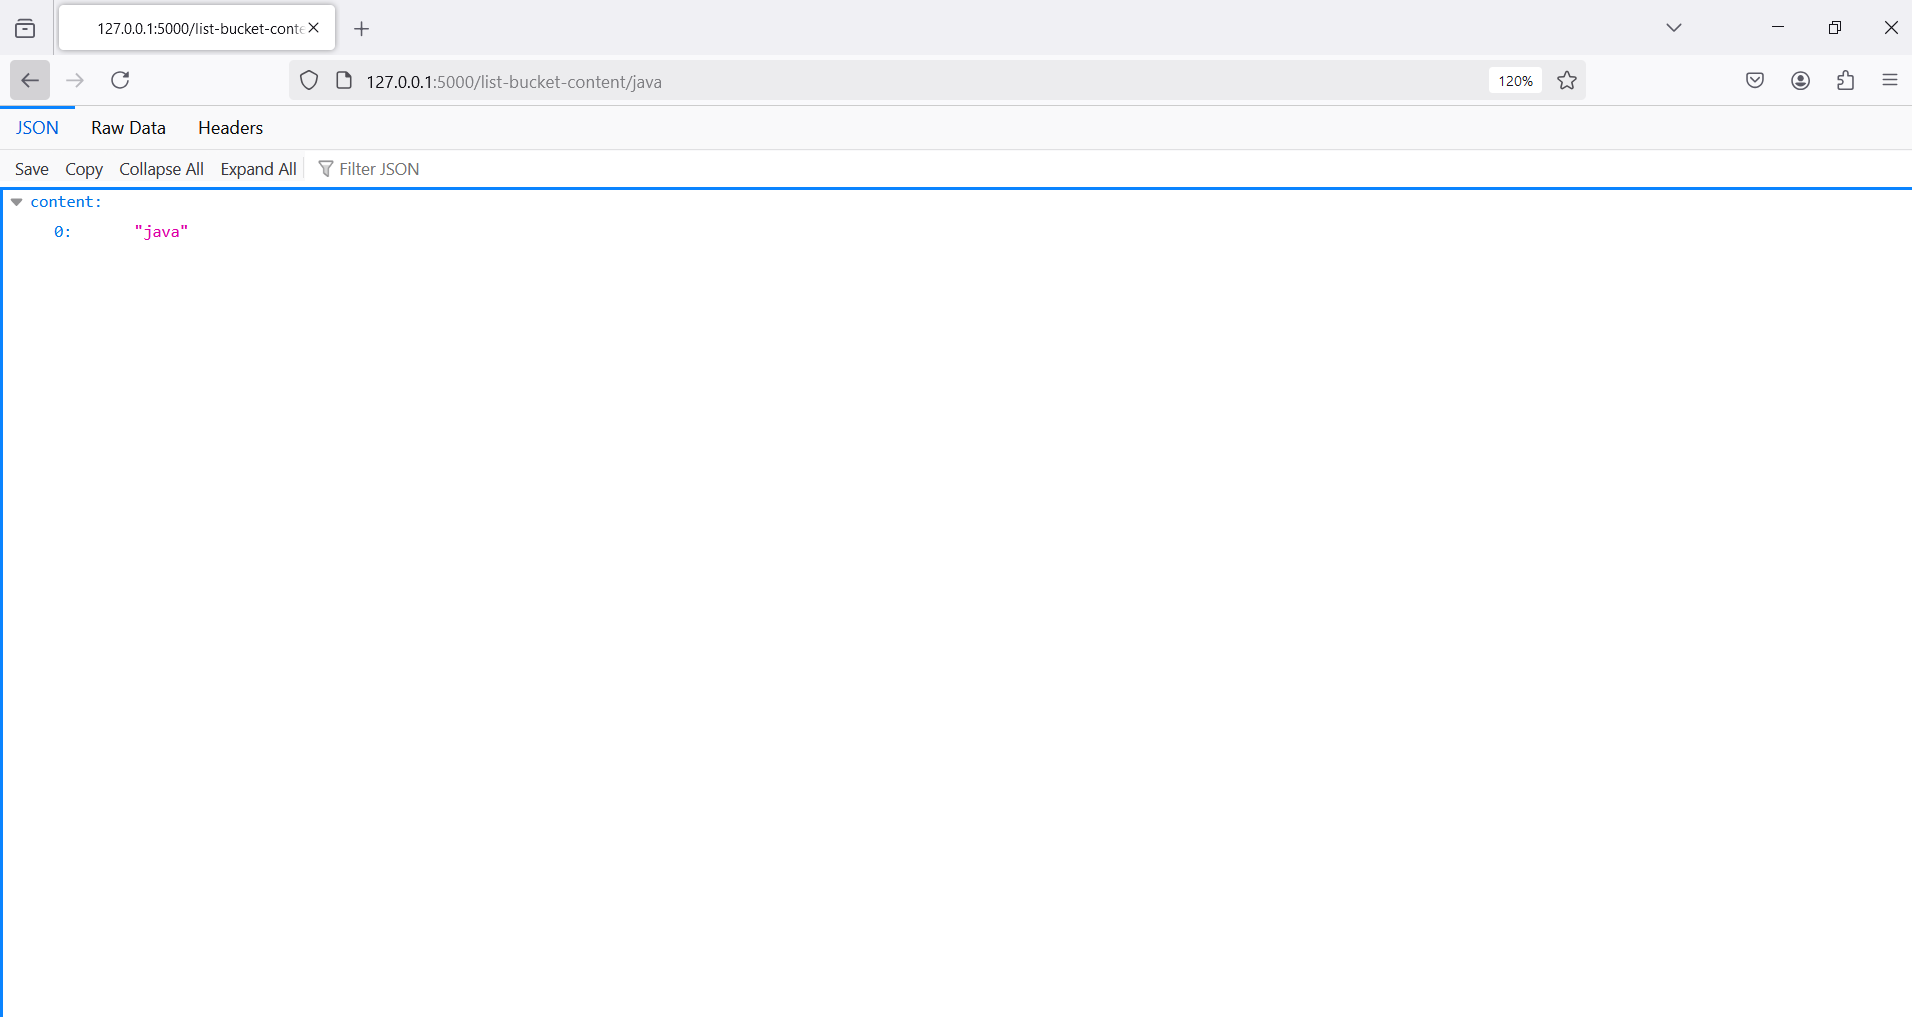 127.0.0.1:5000/list-bucket-conte
127.0.0.1:5000/list-bucket-content/java
120%
JSON Raw Data Headers
Save Copy Collapse All Expand All Filter JSON
content:
0: "java"